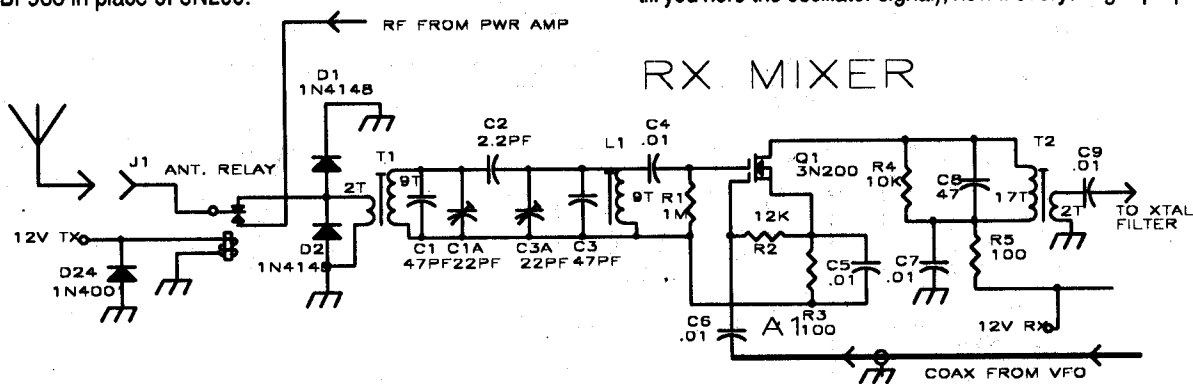 RF FROM PWR AMP
RX MIXER
D1
1N4148
J1
ANT. RELAY
2T
T1
9T
C2
2.2PF
L1
C4
.01
9T
R1
1M
Q1
3N200
R4
10K
C8
47
17T
T2
2T
C9
.01
TO XTAL
FILTER
12V TX
D24
1N400
D2
1N414
C1
47PF
C1A
22PF
C3A
22PF
C3
47PF
12K
R2
C5
.01
C7
.01
R5
100
R3
100
A1
C6
.01
12V RX
COAX FROM VFO